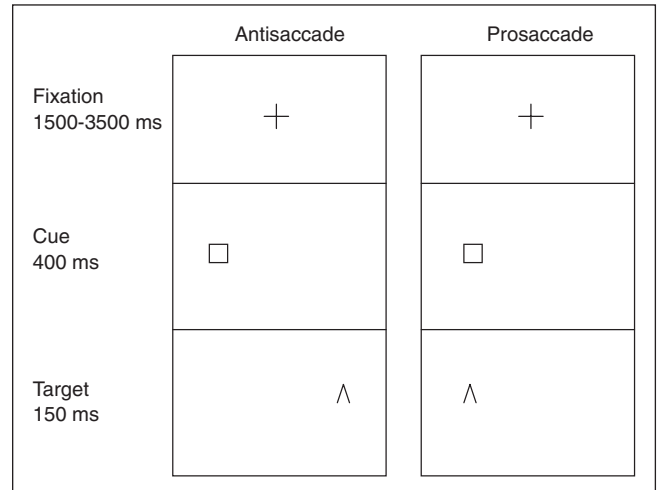 Antisaccade Prosaccade
Fixation
1500-3500 ms
Cue
400 ms
Target
150 ms